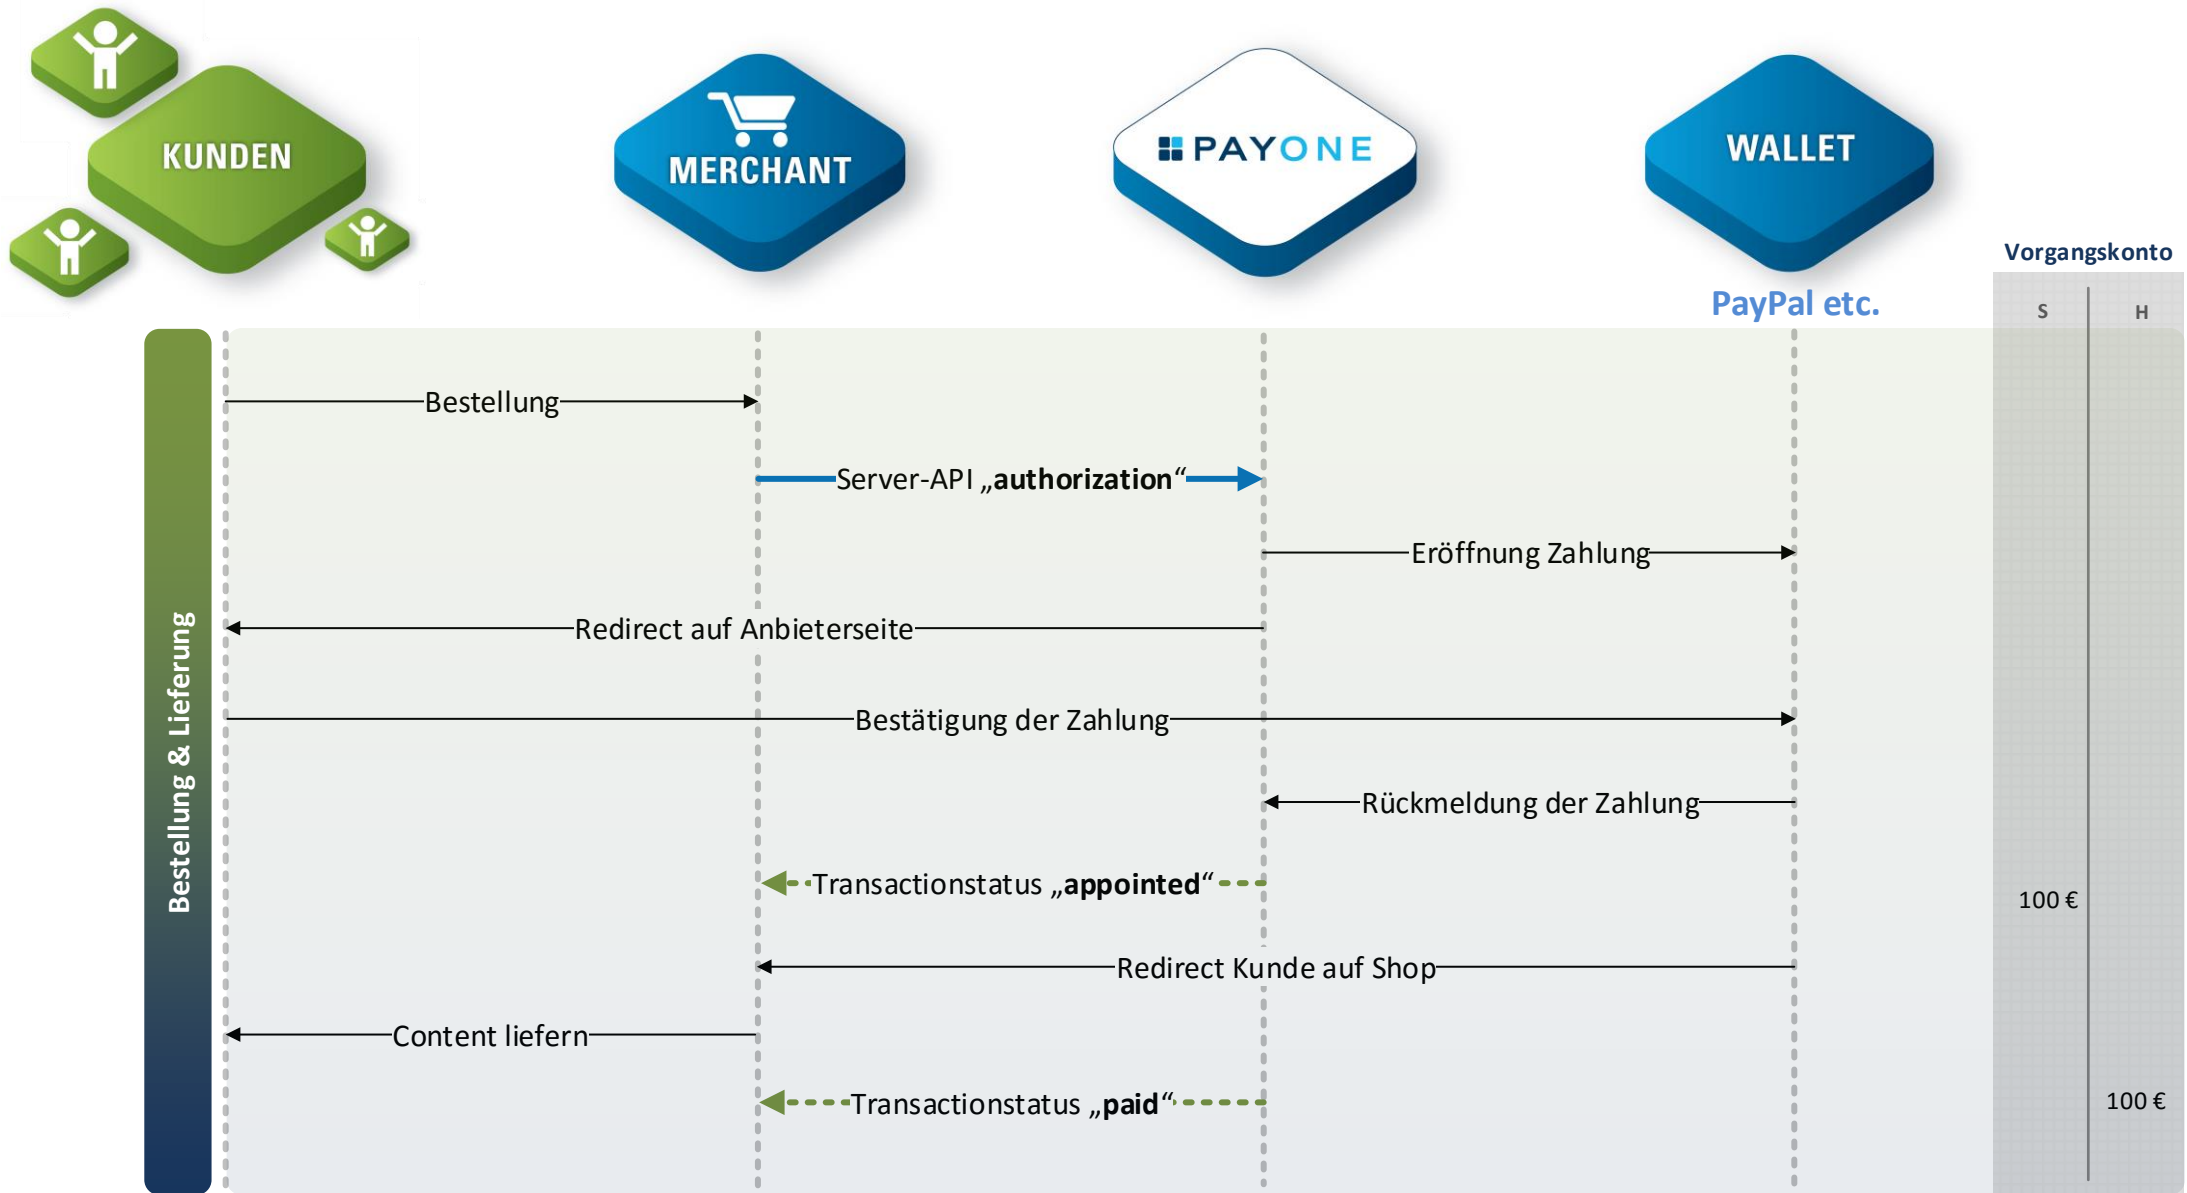 KUNDEN
MERCHANT
PAYONE
WALLET
Vorgangskonto
PayPal etc.
S
H
Bestellung
Server-API „authorization“
Eröffnung Zahlung
Redirect auf Anbieterseite
Bestätigung der Zahlung
Rückmeldung der Zahlung
Transactionstatus „appointed“
100 €
Redirect Kunde auf Shop
Content liefern
Transactionstatus „paid“
100 €
Bestellung & Lieferung